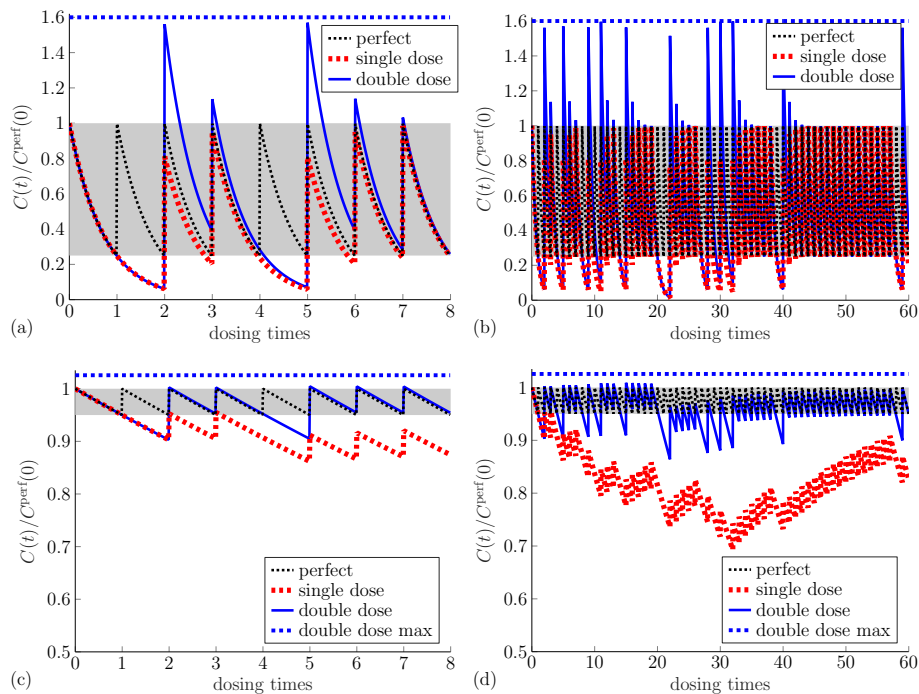 1.6
1.4
1.2
1
0.8
0.6
0.4
0.2
0
C(t)/C^perf(0)
perfect
single dose
double dose
0 1 2 3 4 5 6 7 8
(a) dosing times
1.6
1.4
1.2
1
0.8
0.6
0.4
0.2
0
C(t)/C^perf(0)
perfect
single dose
double dose
0 10 20 30 40 50 60
(b) dosing times
1
0.9
0.8
0.7
0.6
0.5
C(t)/C^perf(0)
perfect
single dose
double dose
double dose max
0 1 2 3 4 5 6 7 8
(c) dosing times
1
0.9
0.8
0.7
0.6
0.5
C(t)/C^perf(0)
perfect
single dose
double dose
double dose max
0 10 20 30 40 50 60
(d) dosing times